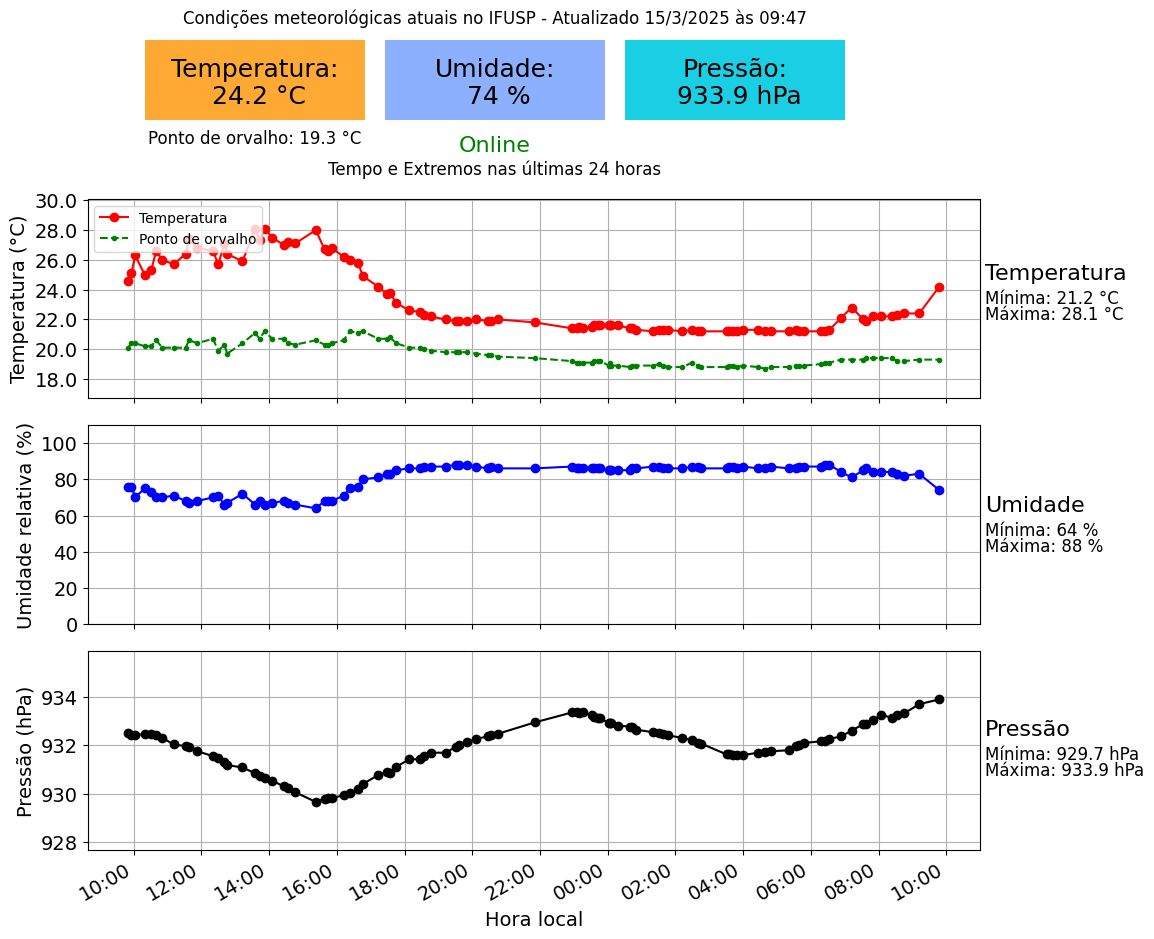 Condições meteorológicas atuais no IFUSP - Atualizado 15/3/2025 às 09:47
Temperatura:
24.2 °C
Umidade:
74 %
Pressão:
933.9 hPa
Ponto de orvalho: 19.3 °C
Online
Tempo e Extremos nas últimas 24 horas
Temperatura (°C)
30.0
28.0
26.0
24.0
22.0
20.0
18.0
Temperatura
Ponto de orvalho
Temperatura
Mínima: 21.2 °C
Máxima: 28.1 °C
Umidade relativa (%)
100
80
60
40
20
0
Umidade
Mínima: 64 %
Máxima: 88 %
Pressão (hPa)
934
932
930
928
Pressão
Mínima: 929.7 hPa
Máxima: 933.9 hPa
10:00 12:00 14:00 16:00 18:00 20:00 22:00 00:00 02:00 04:00 06:00 08:00 10:00
Hora local